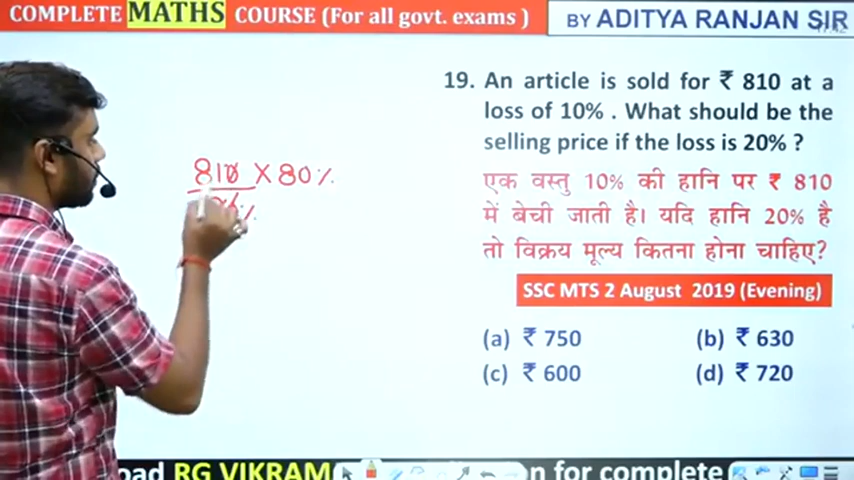 COMPLETE MATHS COURSE (For all govt. exams )
BY ADITYA RANJAN SIR
19. An article is sold for ₹ 810 at a
loss of 10% . What should be the
selling price if the loss is 20% ?
810 X 80%
%
एक वस्तु 10% की हानि पर ₹ 810
में बेची जाती है। यदि हानि 20% है
तो विक्रय मूल्य कितना होना चाहिए?
SSC MTS 2 August 2019 (Evening)
(a) ₹ 750 (b) ₹ 630
(c) ₹ 600 (d) ₹ 720
RG VIKRAM for complete